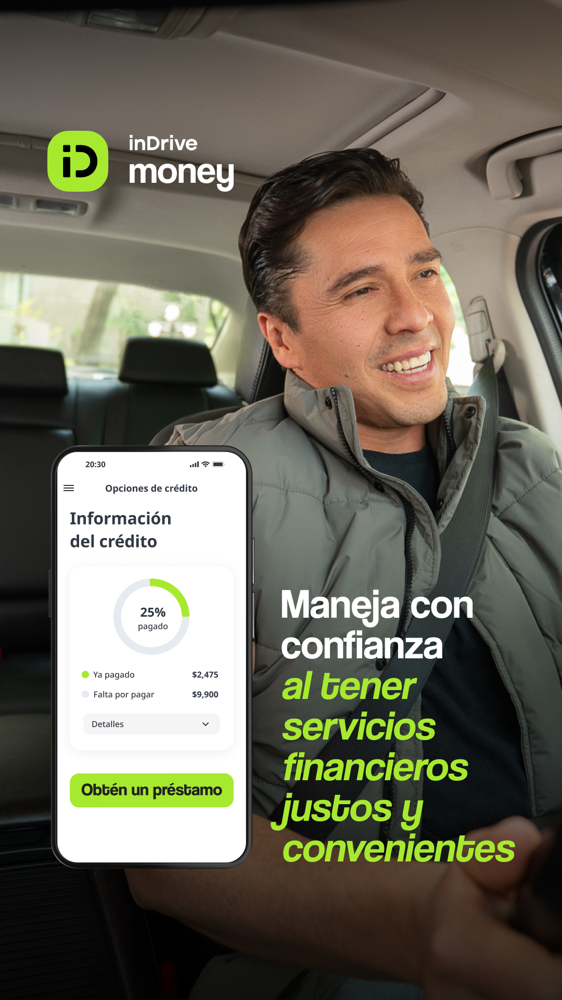 inDrive
money
20:30
Opciones de crédito
Información
del crédito
25%
pagado
Ya pagado $2,475
Falta por pagar $9,900
Detalles
Obtén un préstamo
Maneja con
confianza
al tener
servicios
financieros
justos y
convenientes